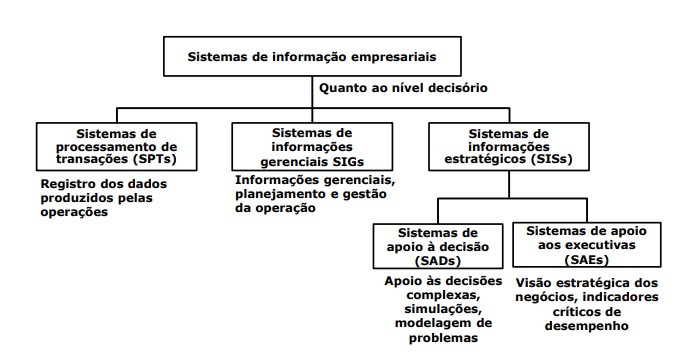 Sistemas de informação empresariais
Quanto ao nível decisório
Sistemas de
processamento de
transações (SPTs)
Registro dos dados
produzidos pelas
operações
Sistemas de
informações
gerenciais SIGs
Informações gerenciais,
planejamento e gestão
da operação
Sistemas de
informações
estratégicos (SISs)
Sistemas de
apoio à decisão
(SADs)
Apoio às decisões
complexas,
simulações,
modelagem de
problemas
Sistemas de apoio
aos executivas
(SAEs)
Visão estratégica dos
negócios, indicadores
críticos de
desempenho